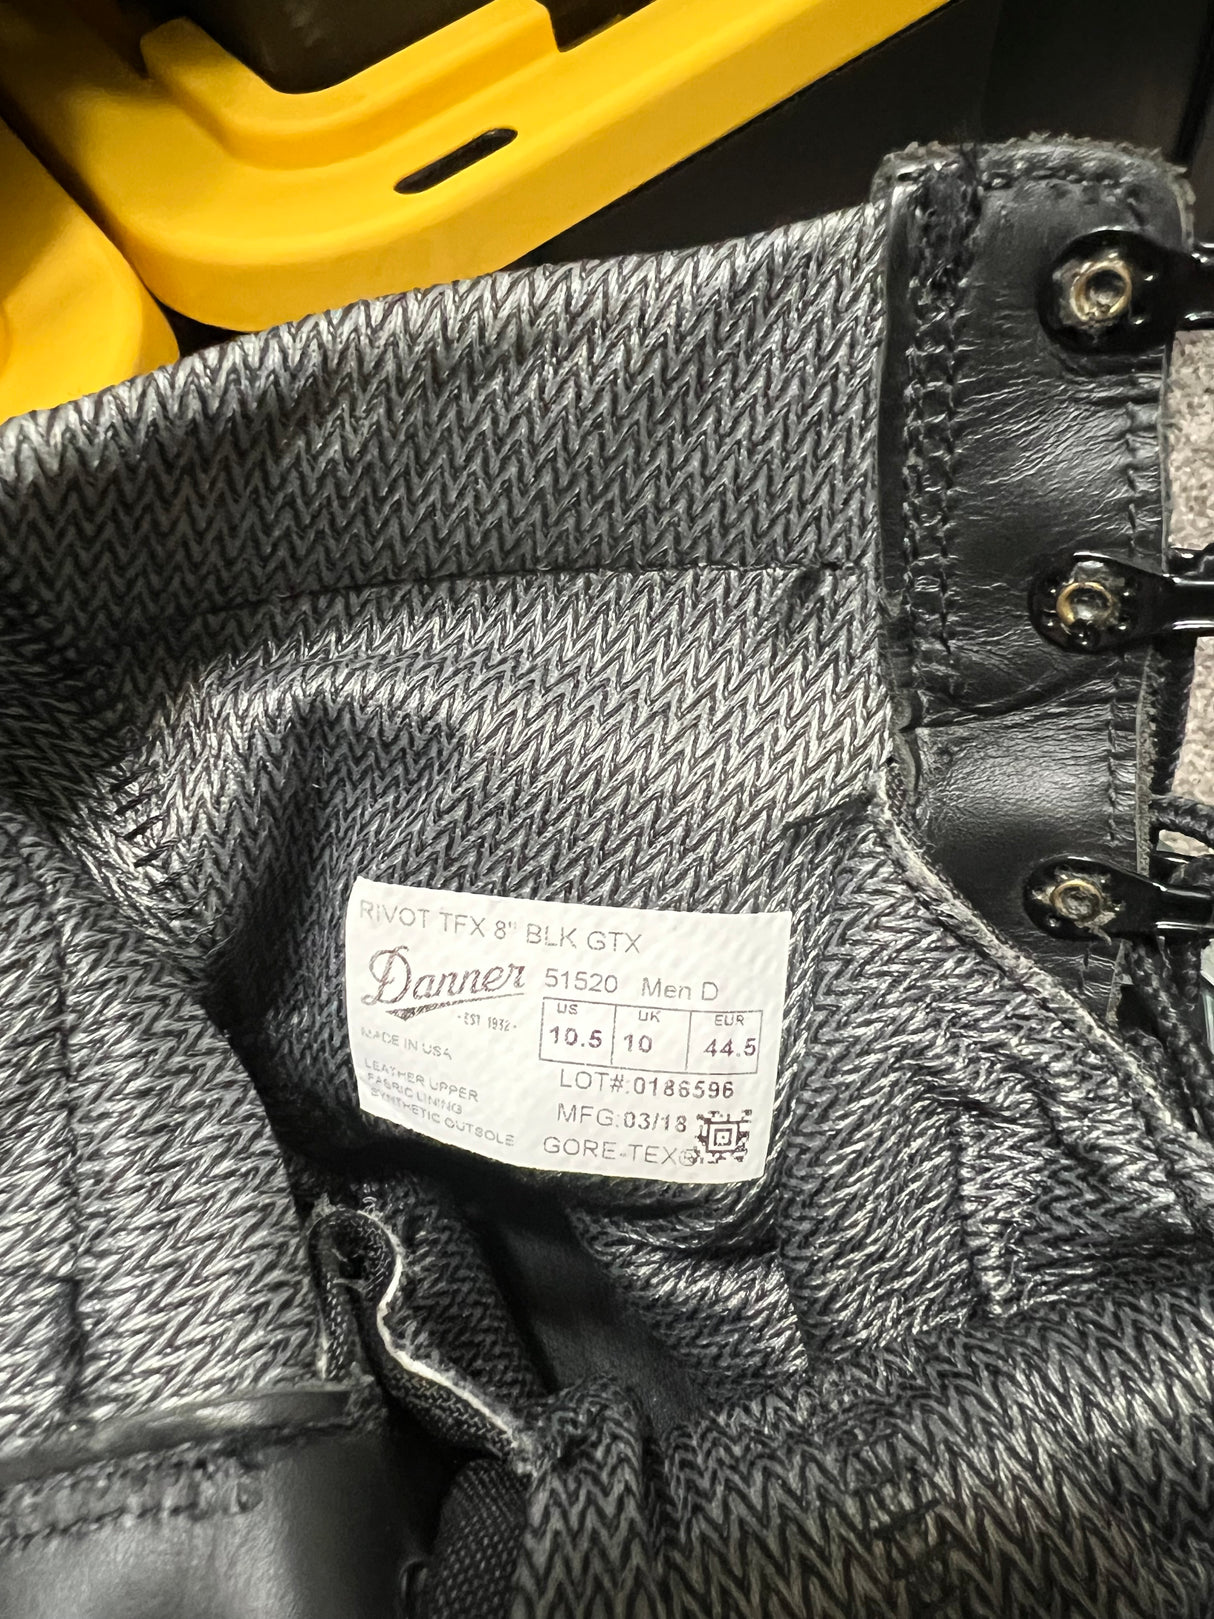 RIVOT TFX 8" BLK GTX
Danner
-EST 1932-
51520 Men D
US UK EUR
10.5 10 44.5
MADE IN USA
LOT#:0186596
LEATHER UPPER
FABRIC LINING
SYNTHETIC OUTSOLE
MFG:03/18
GORE-TEX®